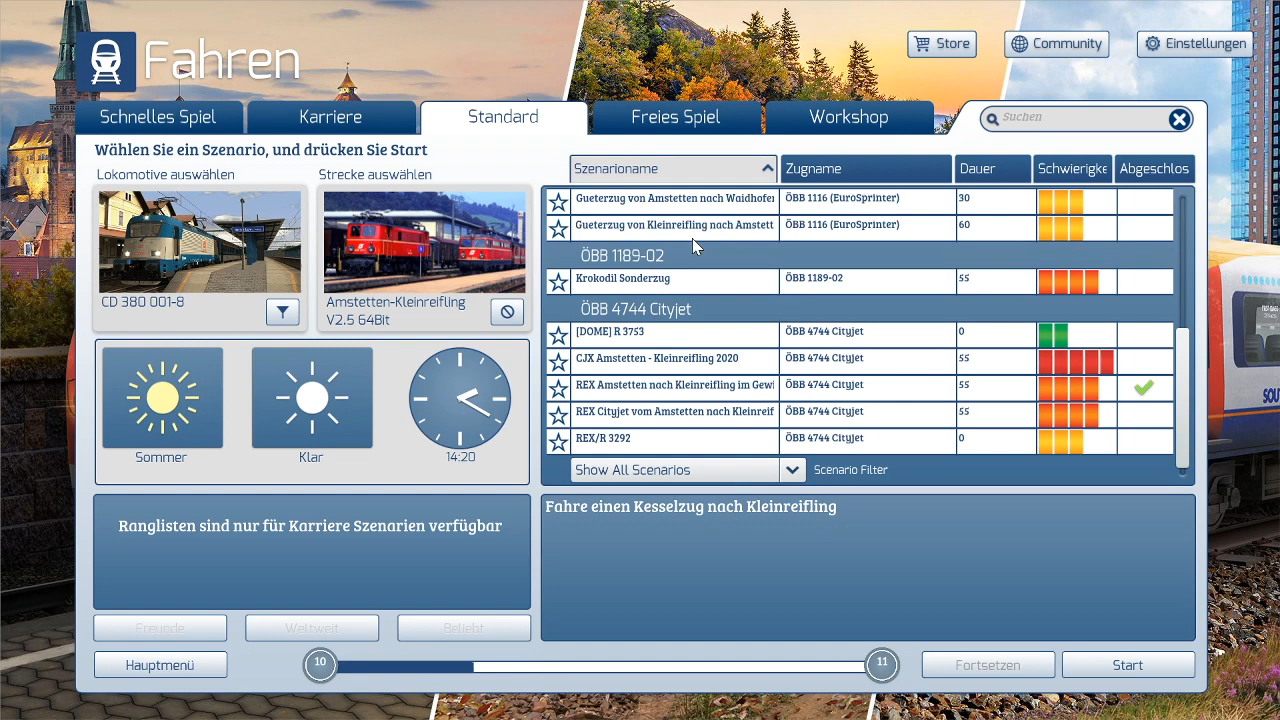 Fahren
Store
Community
Einstellungen
Schnelles Spiel
Karriere
Standard
Freies Spiel
Workshop
Suchen
Wählen Sie ein Szenario, und drücken Sie Start
Lokomotive auswählen
Strecke auswählen
CD 380 001-8
Amstetten-Kleinreifling
V2.5 64Bit
Sommer
Klar
14:20
Szenarioname
Zugname
Dauer
Schwierigke
Abgeschlos
Gueterzug von Amstetten nach Waidhofen ÖBB 1116 (EuroSprinter) 30
Gueterzug von Kleinreifling nach Amstett ÖBB 1116 (EuroSprinter) 60
ÖBB 1189-02
Krokodil Sonderzug ÖBB 1189-02 55
ÖBB 4744 Cityjet
[DOME] R 3753 ÖBB 4744 Cityjet 0
CJX Amstetten - Kleinreifling 2020 ÖBB 4744 Cityjet 55
REX Amstetten nach Kleinreifling im Gewi ÖBB 4744 Cityjet 55
REX Cityjet vom Amstetten nach Kleinreif ÖBB 4744 Cityjet 55
REX/R 3292 ÖBB 4744 Cityjet 0
Show All Scenarios
Scenario Filter
Ranglisten sind nur für Karriere Szenarien verfügbar
Fahre einen Kesselzug nach Kleinreifling
Freunde
Weltweit
Beliebt
Hauptmenü
10
11
Fortsetzen
Start
SOU